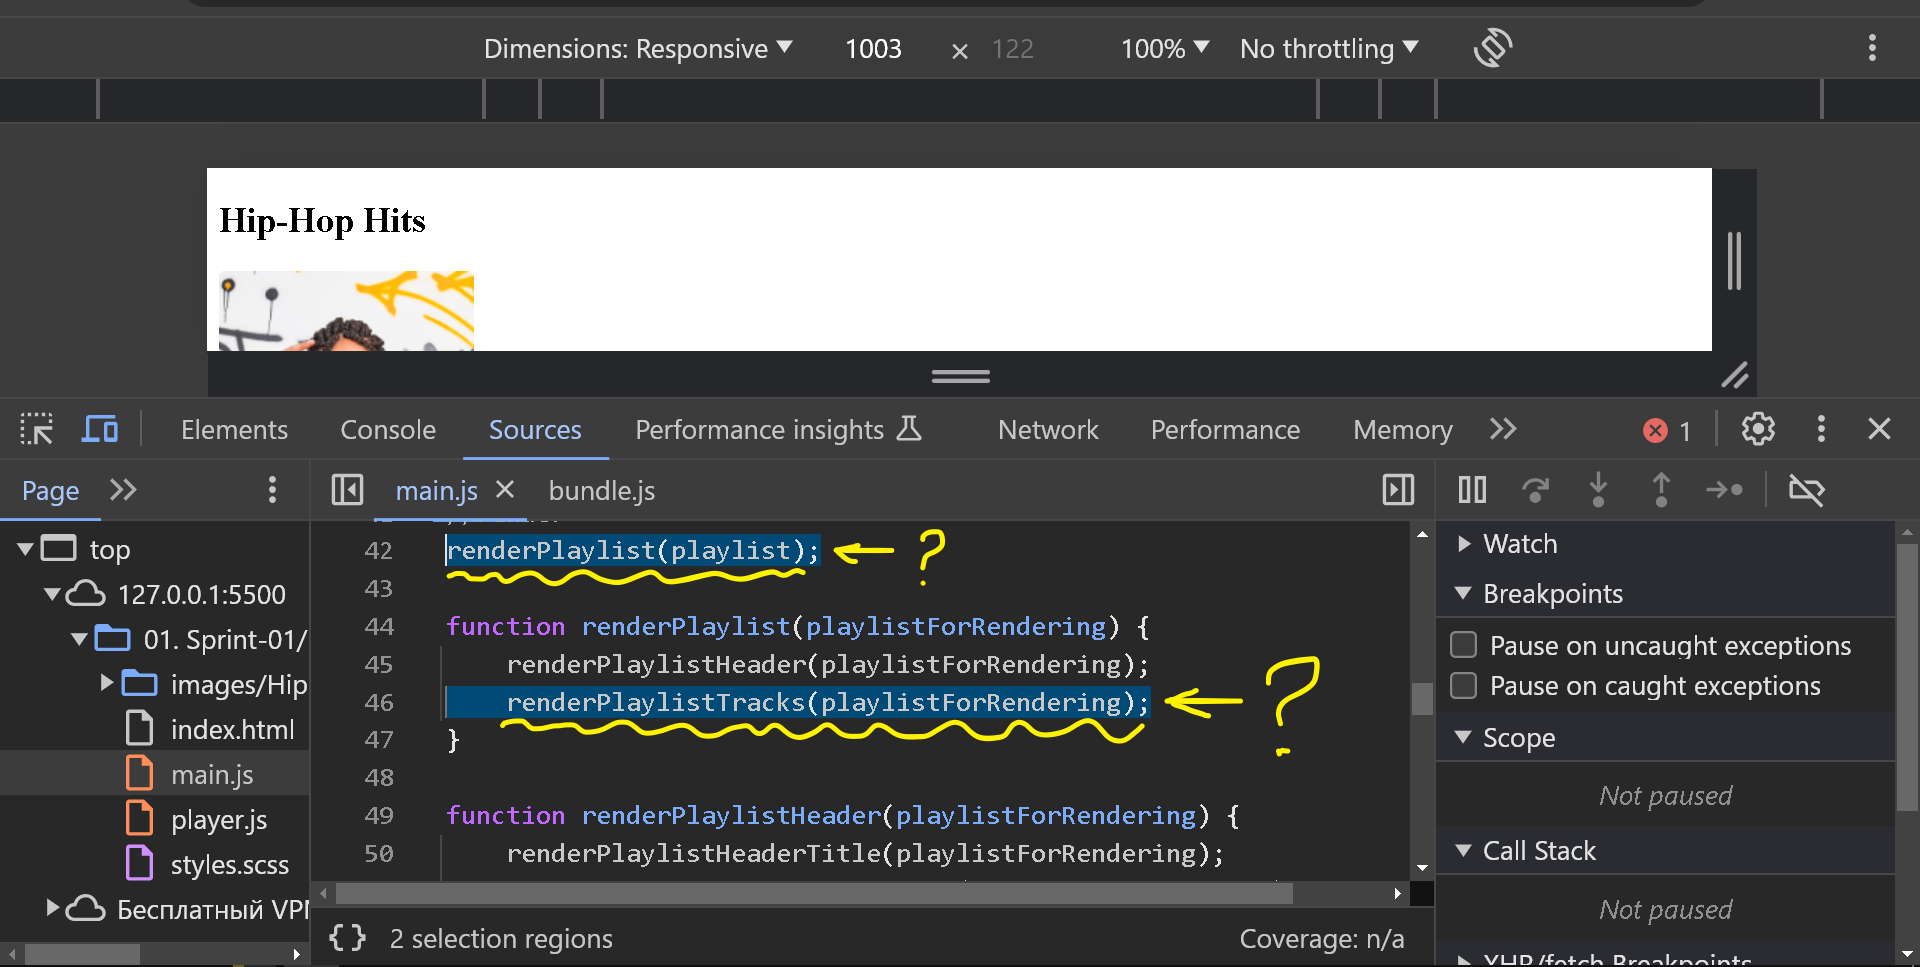 Dimensions: Responsive 1003 × 122 100% No throttling
Hip-Hop Hits
Elements Console Sources Performance insights Network Performance Memory 1
Page main.js bundle.js
top
127.0.0.1:5500
01. Sprint-01/
images/Hip
index.html
main.js
player.js
styles.scss
Бесплатный VPN
42 renderPlaylist(playlist); ?
43
44 function renderPlaylist(playlistForRendering) {
45 renderPlaylistHeader(playlistForRendering);
46 renderPlaylistTracks(playlistForRendering); ?
47 }
48
49 function renderPlaylistHeader(playlistForRendering) {
50 renderPlaylistHeaderTitle(playlistForRendering);
{} 2 selection regions Coverage: n/a
Watch
Breakpoints
Pause on uncaught exceptions
Pause on caught exceptions
Scope
Not paused
Call Stack
Not paused
XHR/fetch Breakpoints